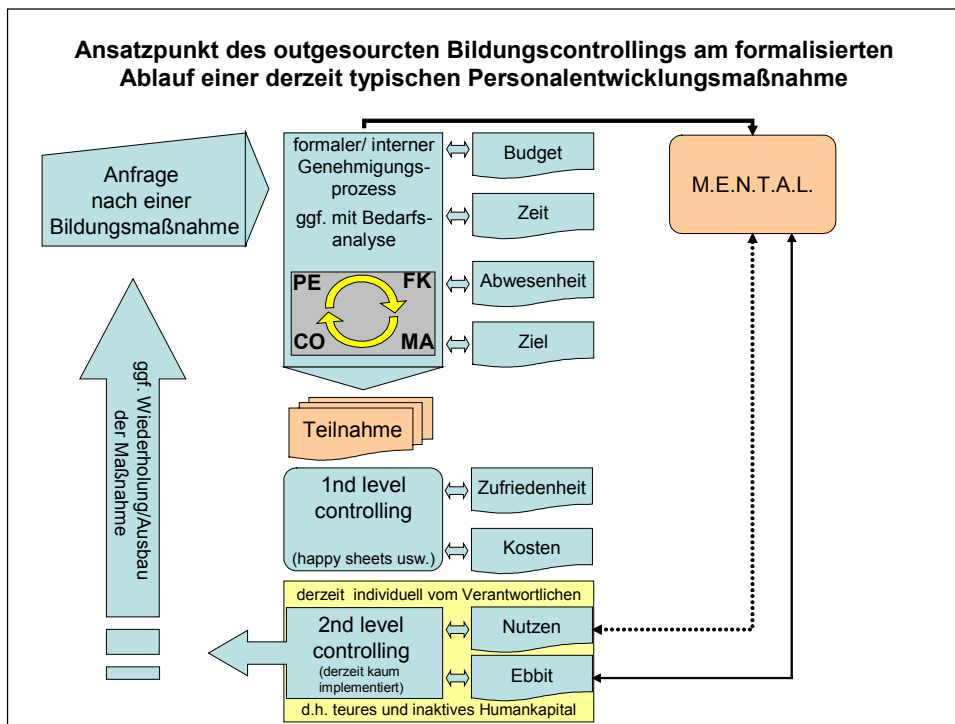 Ansatzpunkt des outgesourcten Bildungscontrollings am formalisierten
Ablauf einer derzeit typischen Personalentwicklungsmaßnahme
Anfrage
nach einer
Bildungsmaßnahme
formaler/ interner
Genehmigungs-
prozess
ggf. mit Bedarfs-
analyse
PE
FK
CO
MA
Budget
Zeit
Abwesenheit
Ziel
M.E.N.T.A.L.
Teilnahme
1nd level
controlling
(happy sheets usw.)
Zufriedenheit
Kosten
derzeit individuell vom Verantwortlichen
2nd level
controlling
(derzeit kaum
implementiert)
Nutzen
Ebbit
d.h. teures und inaktives Humankapital
ggf. Wiederholung/Ausbau
der Maßnahme